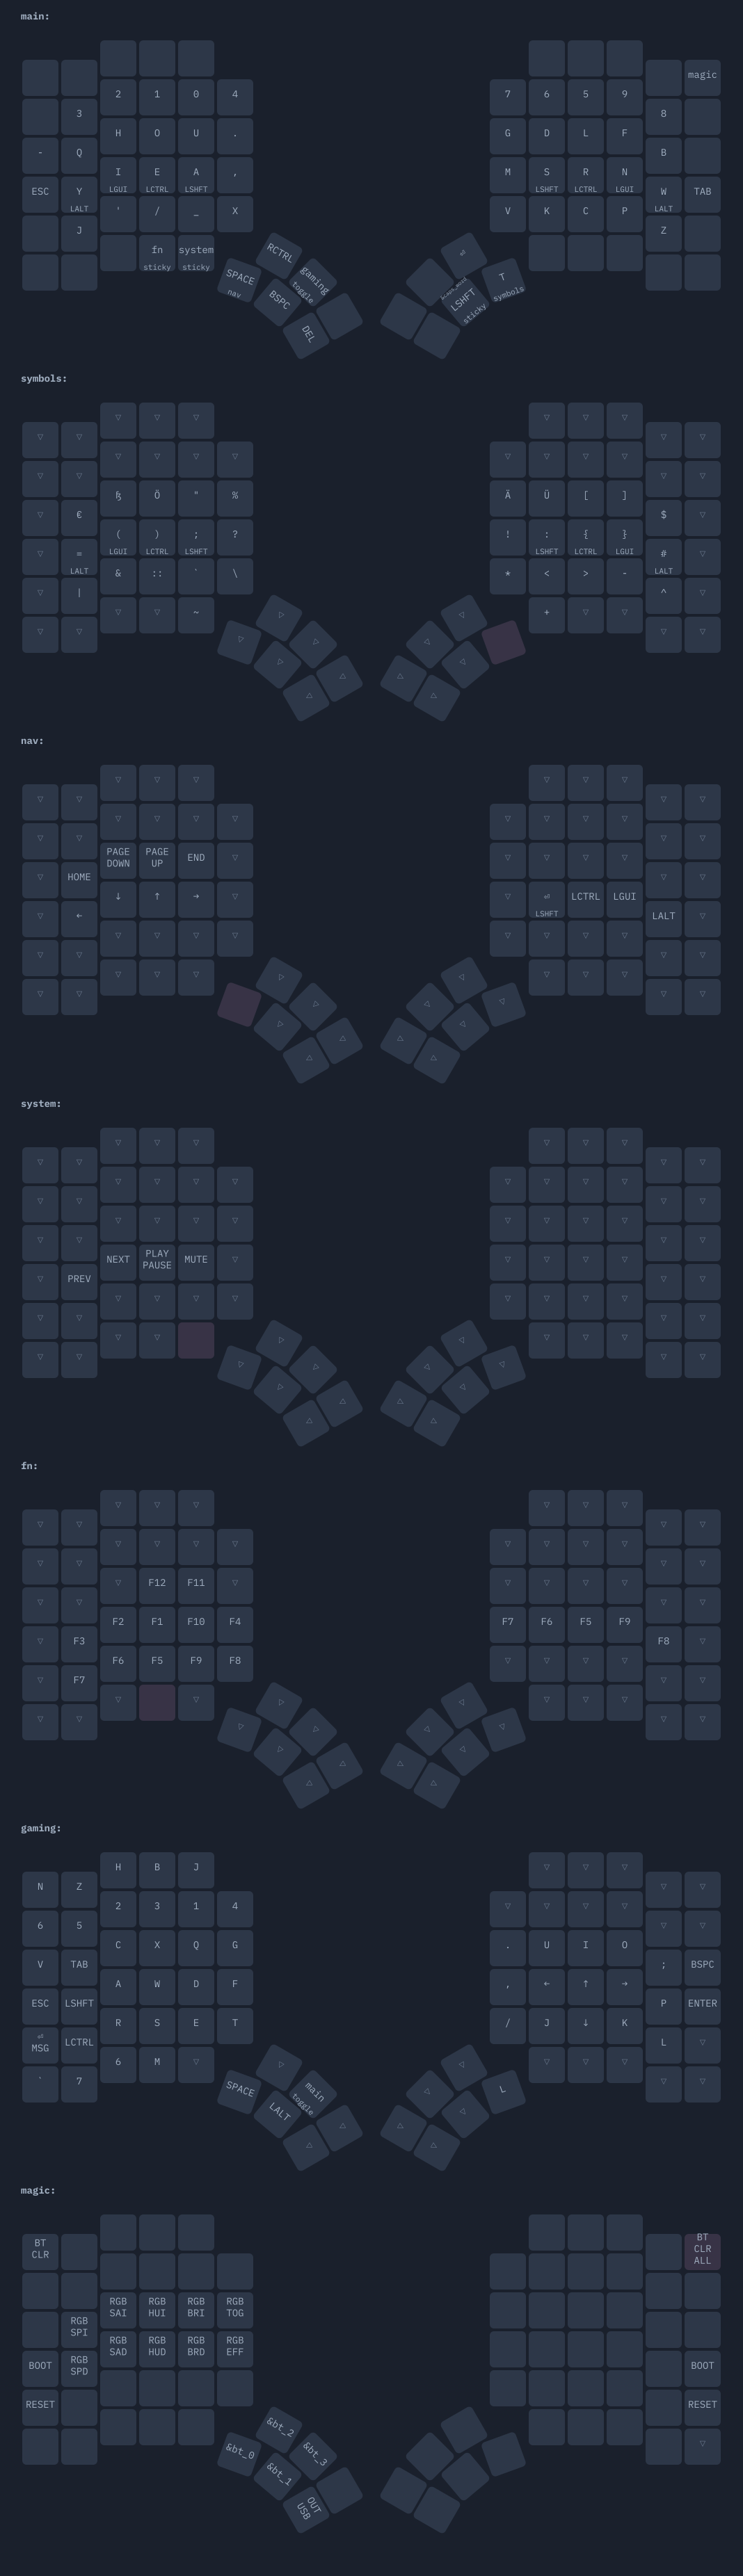 main:
magic
2 1 0 4 7 6 5 9
3 8
H O U . G D L F
- Q B
I E A , M S R N
LGUI LCTRL LSHFT LSHFT LCTRL LGUI
ESC Y W TAB
LALT LALT
' / _ X V K C P
J Z
fn system
sticky sticky
RCTRL ⏎
SPACE gaming T
nav toggle symbols
BSPC LSHFT
sticky
DEL
symbols:
Ö " % Ä Ü [ ]
€ $
( ) ; ? ! : { }
LGUI LCTRL LSHFT LSHFT LCTRL LGUI
= #
LALT LALT
& :: ` \ * < > -
| ^
~ +
nav:
PAGE PAGE END
DOWN UP
HOME
↓ ↑ → ⏎ LCTRL LGUI
LSHFT
← LALT
system:
NEXT PLAY MUTE
PAUSE
PREV
fn:
F12 F11
F2 F1 F10 F4 F7 F6 F5 F9
F3 F8
F6 F5 F9 F8
F7
gaming:
H B J
N Z
2 3 1 4
6 5
C X Q G . U I O
V TAB ; BSPC
A W D F , ← ↑ →
ESC LSHFT P ENTER
R S E T / J ↓ K
⏎ LCTRL L
MSG
6 M
` 7
SPACE main L
toggle
LALT
magic:
BT BT
CLR CLR
ALL
RGB RGB RGB RGB
SAI HUI BRI TOG
RGB
SPI
RGB RGB RGB RGB
SAD HUD BRD EFF
BOOT RGB BOOT
SPD
RESET RESET
&bt_2
&bt_0 &bt_3
&bt_1
OUT
USB